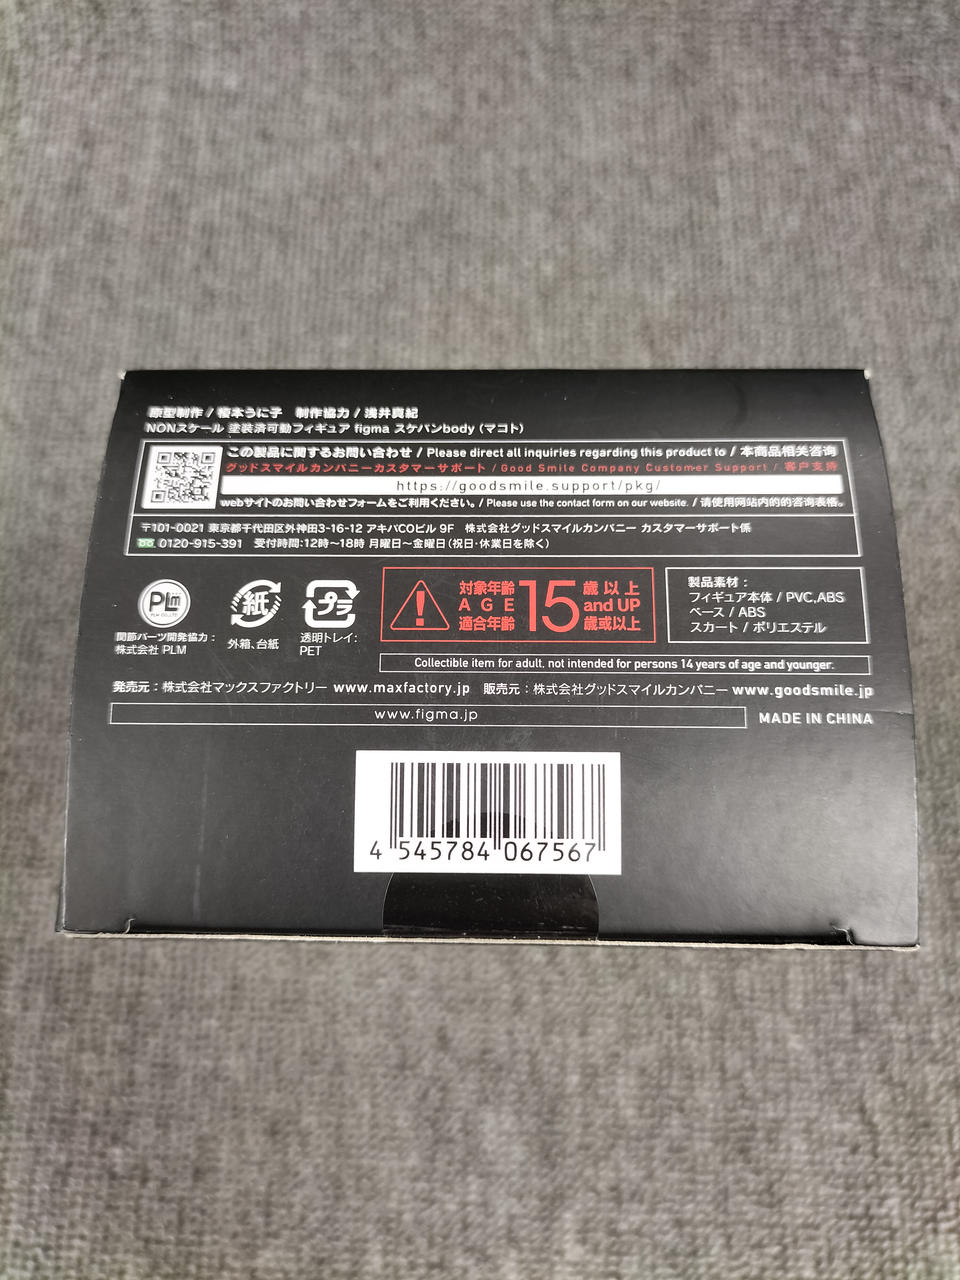 原型制作 / 榎本うに子　制作協力 / 浅井真紀
NONスケール 塗装済可動フィギュア figma スケバンbody (マコト)
この製品に関するお問い合わせ / Please direct all inquiries regarding this product to / 本商品相关咨询
グッドスマイルカンパニーカスタマーサポート / Good Smile Company Customer Support / 客户支持
https://goodsmile.support/pkg/
webサイトのお問い合わせフォームをご利用ください。/ Please use the contact form on our website. / 请使用网站内的的咨询表格。
〒101-0021 東京都千代田区外神田3-16-12 アキバCOビル 9F　株式会社グッドスマイルカンパニー カスタマーサポート係
0120-915-391　受付時間:12時〜18時 月曜日〜金曜日(祝日・休業日を除く)
PLM
PLM CO.,LTD
関節パーツ開発協力：
株式会社 PLM
紙
外箱、台紙
プラ
透明トレイ:
PET
対象年齢 15 歳以上
AGE and UP
適合年齢 歳或以上
製品素材：
フィギュア本体 / PVC,ABS
ベース / ABS
スカート / ポリエステル
Collectible item for adult, not intended for persons 14 years of age and younger.
発売元：株式会社マックスファクトリー www.maxfactory.jp　販売元：株式会社グッドスマイルカンパニー www.goodsmile.jp
www.figma.jp
MADE IN CHINA
4 545784 067567